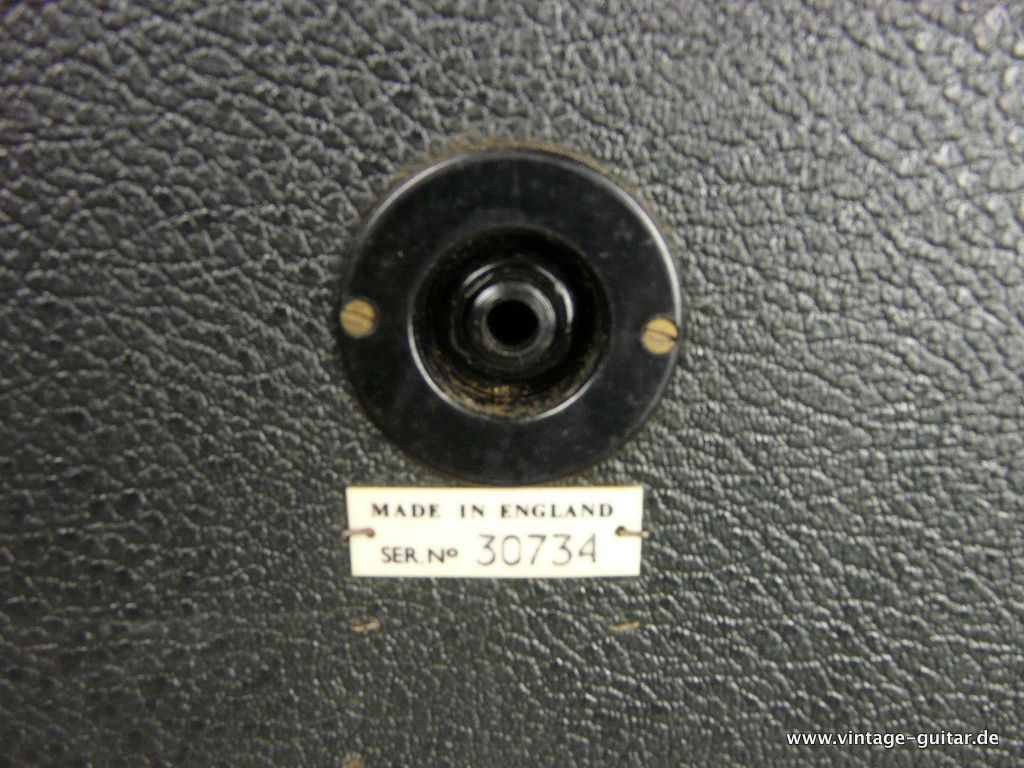 MADE IN ENGLAND
SER. Nº 30734
www.vintage-guitar.de